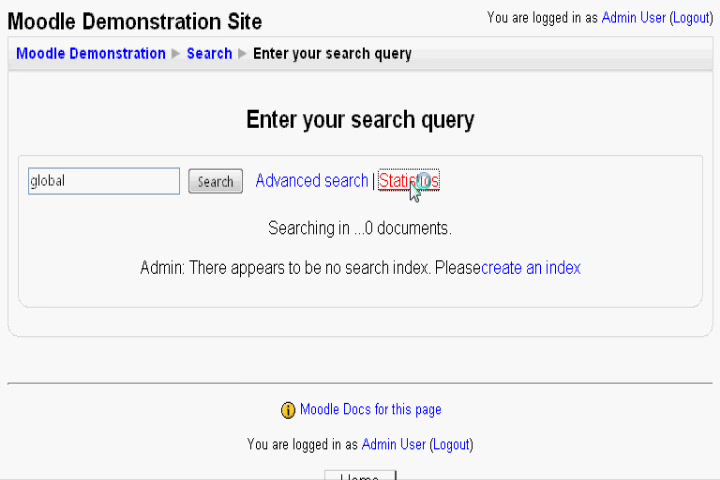 Moodle Demonstration Site
You are logged in as Admin User (Logout)
Moodle Demonstration ► Search ► Enter your search query
Enter your search query
global Search Advanced search | Statistics
Searching in ...0 documents.
Admin: There appears to be no search index. Pleasecreate an index
Moodle Docs for this page
You are logged in as Admin User (Logout)
Home